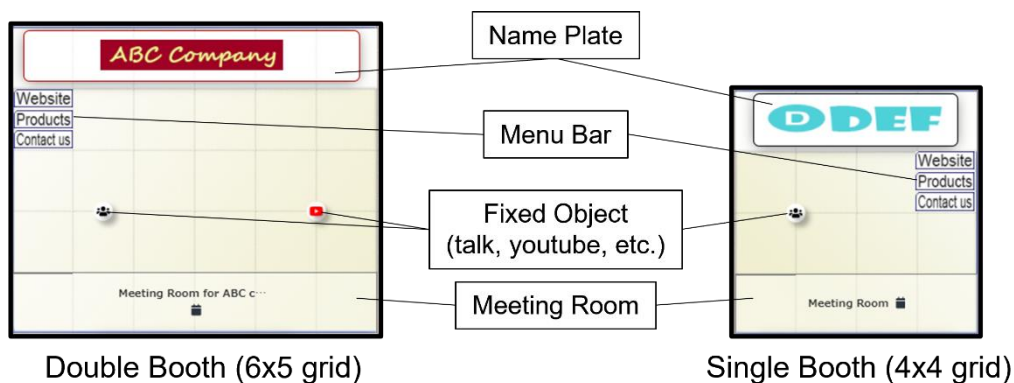 ABC Company
Website
Products
Contact us
Meeting Room for ABC c…
Double Booth (6x5 grid)
Name Plate
Menu Bar
Fixed Object
(talk, youtube, etc.)
Meeting Room
D DEF
Website
Products
Contact us
Meeting Room
Single Booth (4x4 grid)